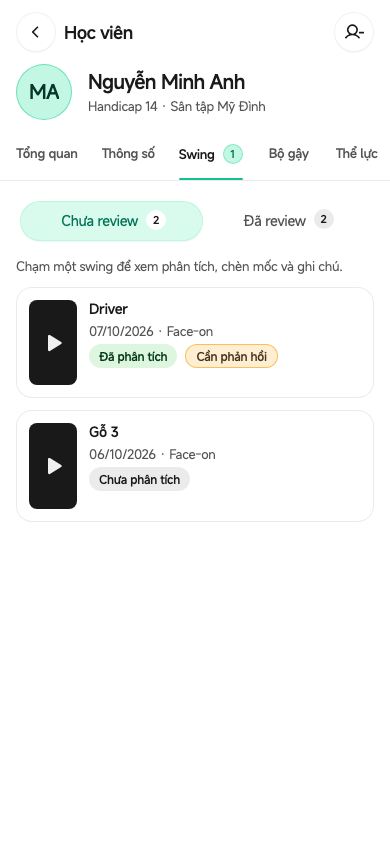 Học viên
MA
Nguyễn Minh Anh
Handicap 14 · Sân tập Mỹ Đình
Tổng quan Thông số Swing 1 Bộ gậy Thể lực
Chưa review 2 Đã review 2
Chạm một swing để xem phân tích, chèn mốc và ghi chú.
Driver
07/10/2026 · Face-on
Đã phân tích Cần phản hồi
Gỗ 3
06/10/2026 · Face-on
Chưa phân tích